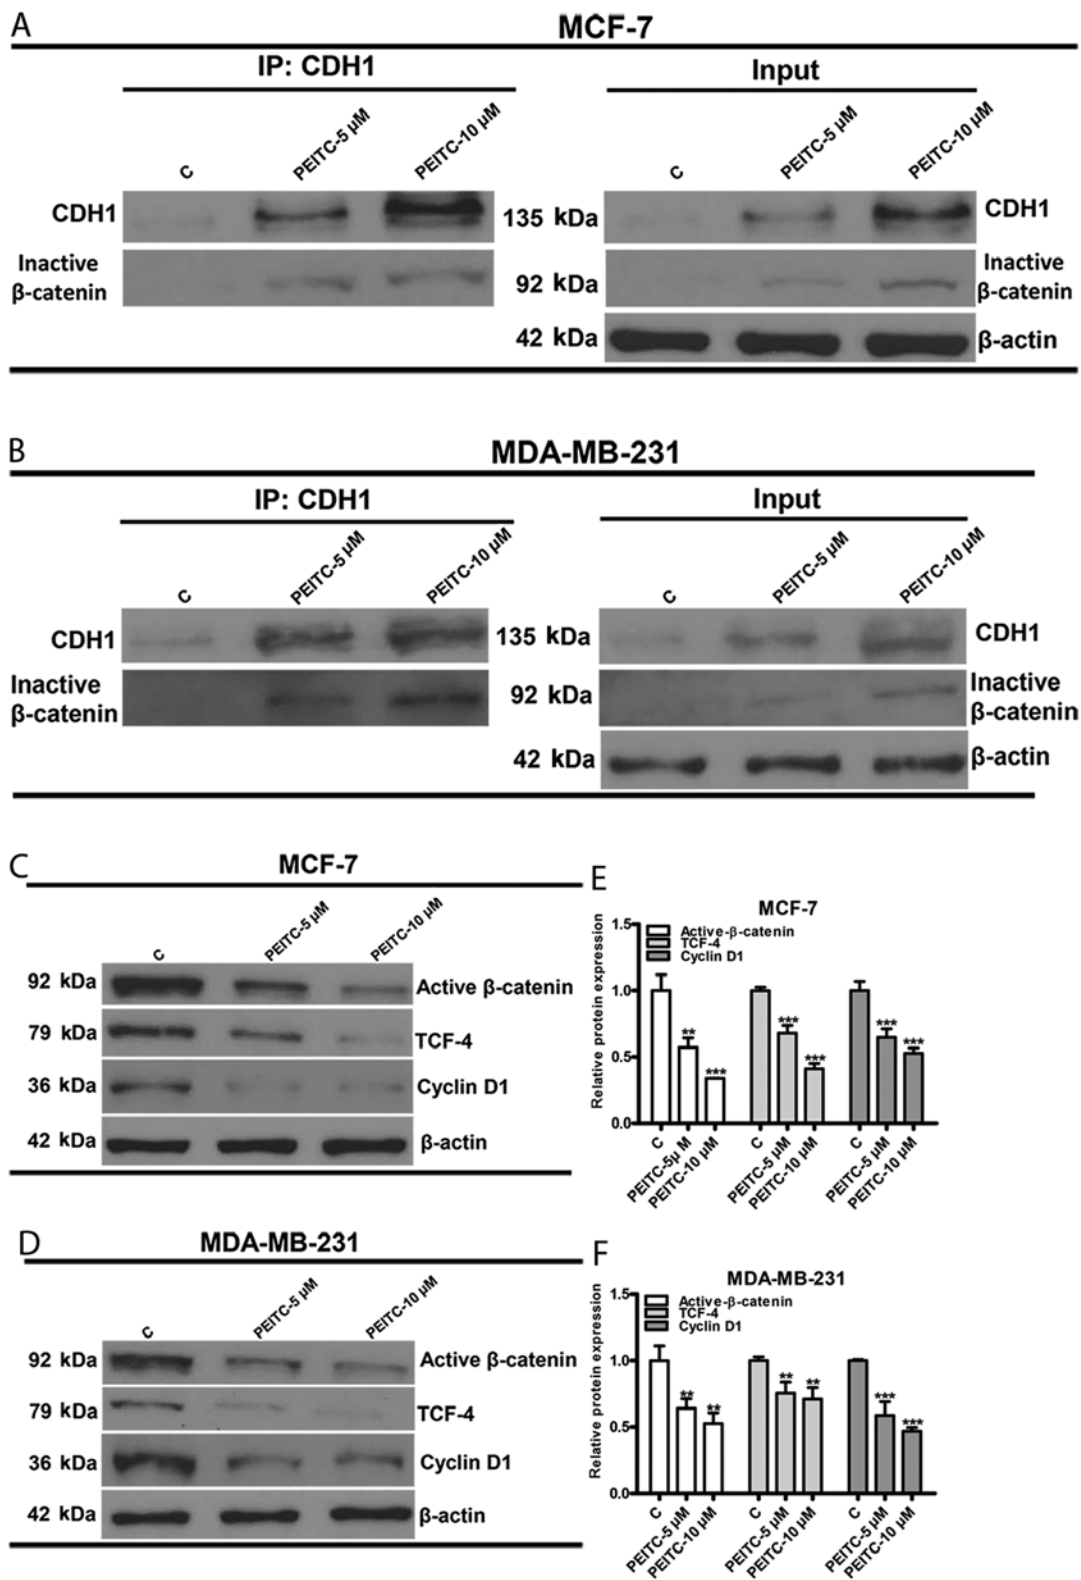 A
MCF-7
IP: CDH1
Input
C
PEITC-5 µM
PEITC-10 µM
C
PEITC-5 µM
PEITC-10 µM
CDH1
135 kDa
CDH1
Inactive
β-catenin
92 kDa
Inactive
β-catenin
42 kDa
β-actin
B
MDA-MB-231
IP: CDH1
Input
C
PEITC-5 µM
PEITC-10 µM
C
PEITC-5 µM
PEITC-10 µM
CDH1
135 kDa
CDH1
Inactive
β-catenin
92 kDa
Inactive
β-catenin
42 kDa
β-actin
C
MCF-7
C
PEITC-5 µM
PEITC-10 µM
92 kDa
Active β-catenin
79 kDa
TCF-4
36 kDa
Cyclin D1
42 kDa
β-actin
E
MCF-7
Active-β-catenin
TCF-4
Cyclin D1
Relative protein expression
1.5
1.0
0.5
0.0
**
***
***
***
***
***
C
PEITC-5µ M
PEITC-10 µM
C
PEITC-5 µM
PEITC-10 µM
C
PEITC-5 µM
PEITC-10 µM
D
MDA-MB-231
C
PEITC-5 µM
PEITC-10 µM
92 kDa
Active β-catenin
79 kDa
TCF-4
36 kDa
Cyclin D1
42 kDa
β-actin
F
MDA-MB-231
Active-β-catenin
TCF-4
Cyclin D1
Relative protein expression
1.5
1.0
0.5
0.0
**
**
**
**
***
***
C
PEITC-5 µM
PEITC-10 µM
C
PEITC-5 µM
PEITC-10 µM
C
PEITC-5 µM
PEITC-10 µM